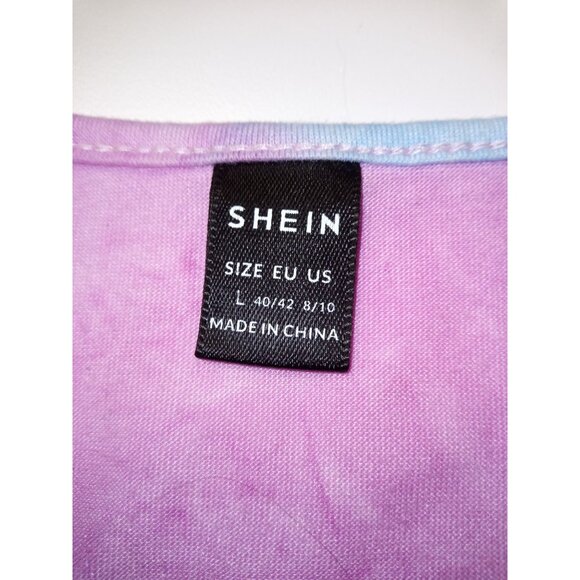 SHEIN
SIZE EU US
L 40/42 8/10
MADE IN CHINA